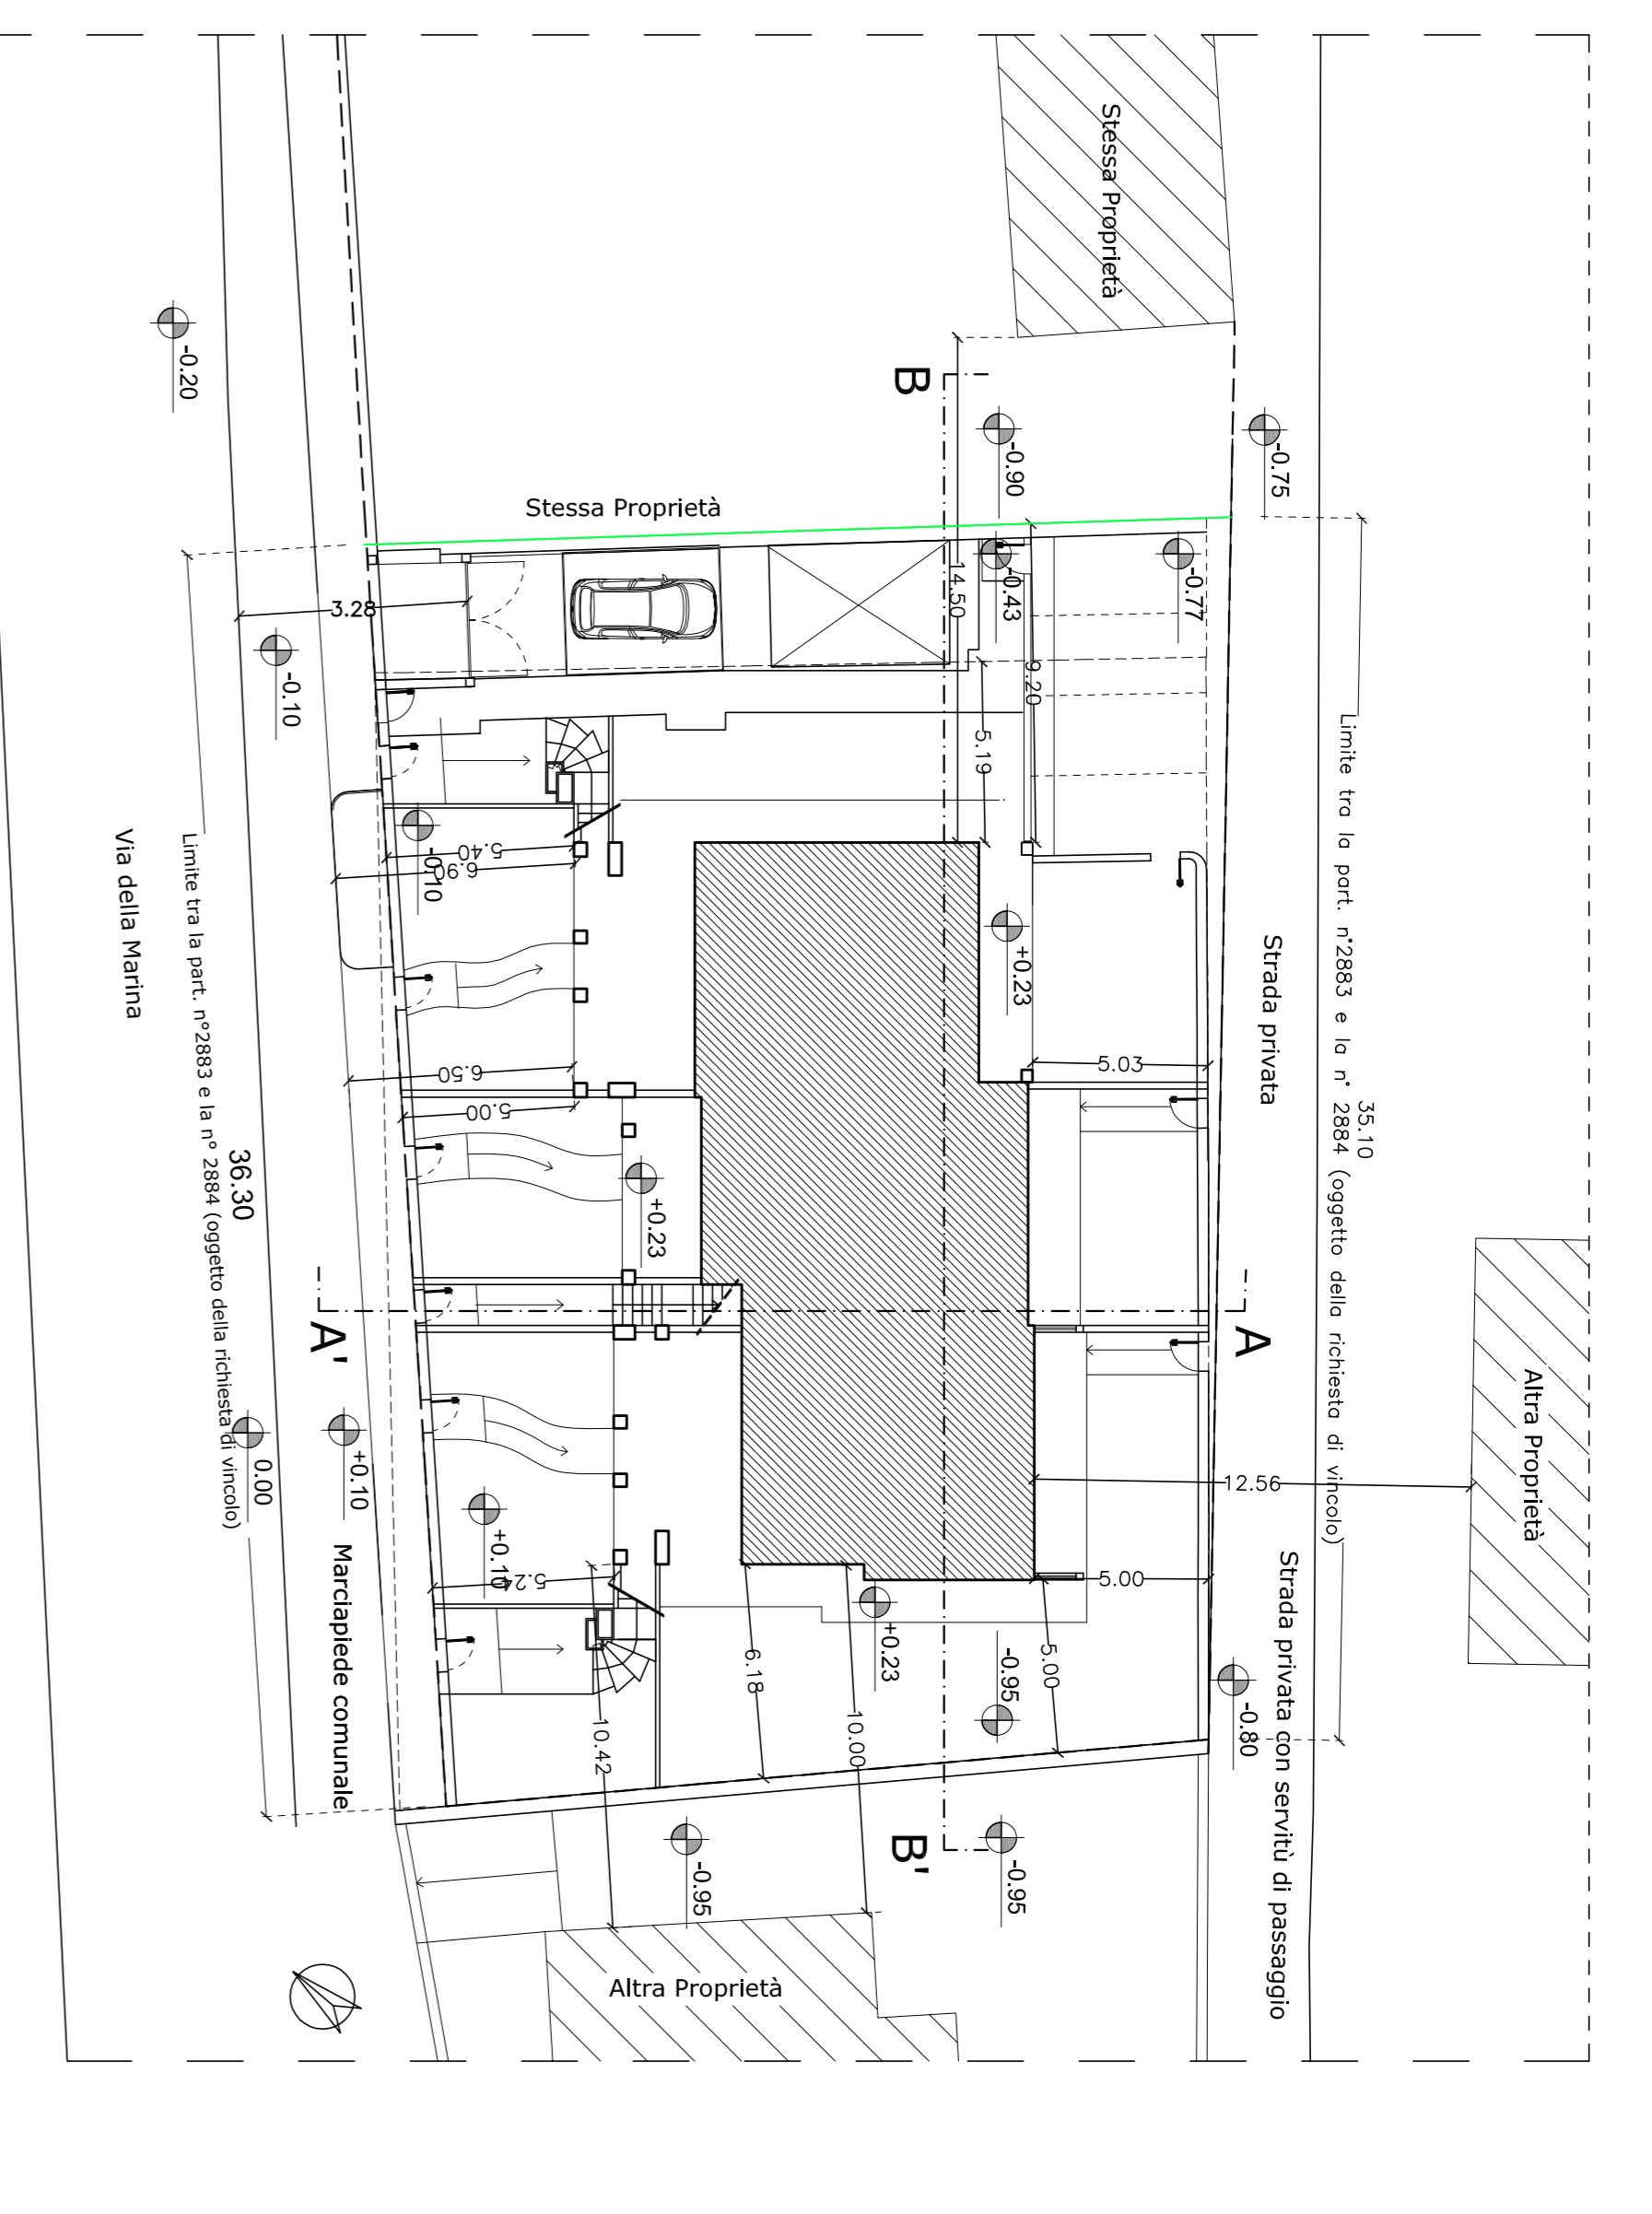 Stessa Proprietà
-0.20
B
-0.90
-0.75
Stessa Proprietà
3.28
14.50
-0.43
-0.77
9.20
-0.10
5.19
Limite tra la part. n°2883 e la n° 2884 (oggetto della richiesta di vincolo)
35.10
Via della Marina
Limite tra la part. n°2883 e la n° 2884 (oggetto della richiesta di vincolo)
36.30
-0.10
5.40
6.90
+0.23
Strada privata
6.50
5.03
5.00
+0.23
A'
A
Altra Proprietà
0.00
+0.10
12.56
+0.10
5.24
5.00
Marciapiede comunale
+0.23
6.18
-0.95
5.00
10.42
10.00
-0.80
Strada privata con servitù di passaggio
B'
-0.95
-0.95
Altra Proprietà